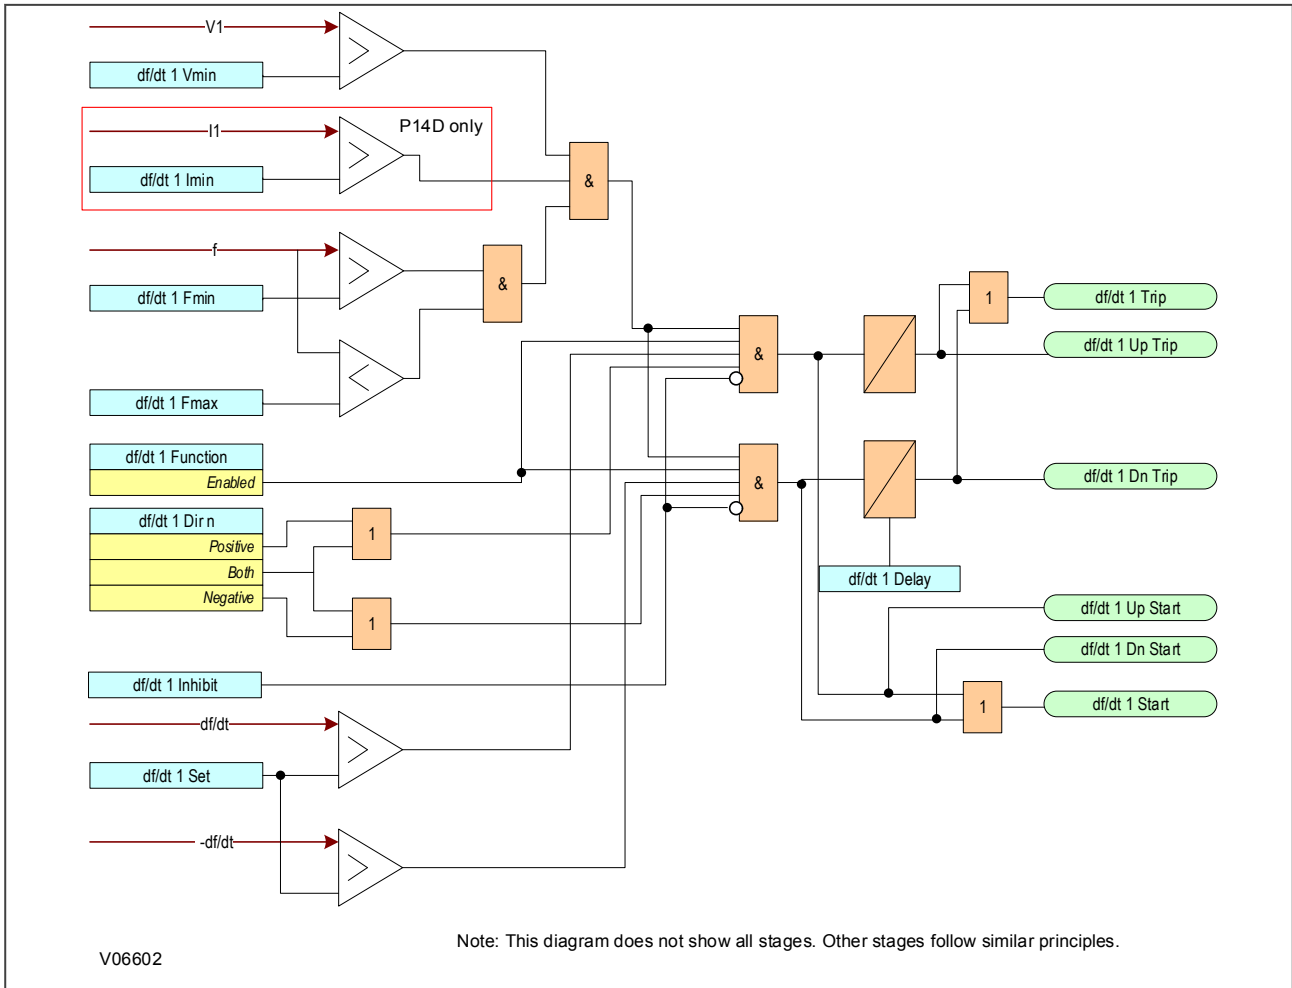 V1
df/dt 1 Vmin
P14D only
I1
df/dt 1 Imin
&
f
df/dt 1 Fmin
&
df/dt 1 Fmax
df/dt 1 Function
Enabled
df/dt 1 Dirn
Positive
Both
Negative
1
1
df/dt 1 Inhibit
df/dt
df/dt 1 Set
-df/dt
&
&
df/dt 1 Delay
1
df/dt 1 Trip
df/dt 1 Up Trip
df/dt 1 Dn Trip
df/dt 1 Up Start
df/dt 1 Dn Start
1
df/dt 1 Start
Note: This diagram does not show all stages. Other stages follow similar principles.
V06602